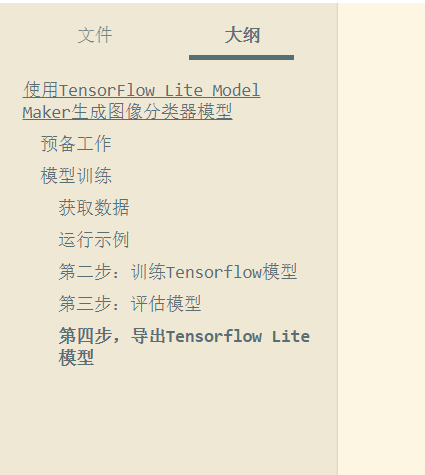 文件 大纲
使用TensorFlow Lite Model
Maker生成图像分类器模型
预备工作
模型训练
获取数据
运行示例
第二步：训练Tensorflow模型
第三步：评估模型
第四步，导出Tensorflow Lite
模型